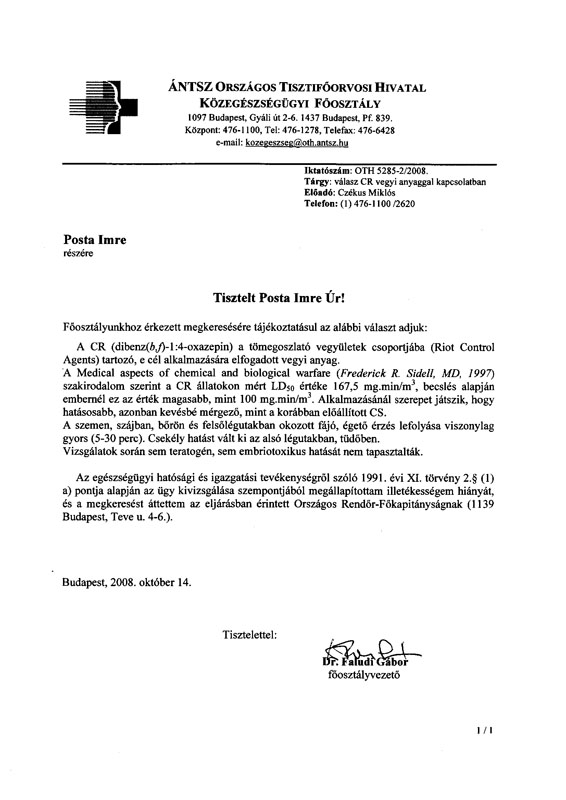 ÁNTSZ ORSZÁGOS TISZTIFŐORVOSI HIVATAL
KÖZEGÉSZSÉGÜGYI FŐOSZTÁLY
1097 Budapest, Gyáli út 2-6. 1437 Budapest, Pf. 839.
Központ: 476-1100, Tel: 476-1278, Telefax: 476-6428
e-mail: kozegeszseg@oth.antsz.hu
Iktatószám: OTH 5285-2/2008.
Tárgy: válasz CR vegyi anyaggal kapcsolatban
Előadó: Czékus Miklós
Telefon: (1) 476-1100 /2620
Posta Imre
részére
Tisztelt Posta Imre Úr!
Főosztályunkhoz érkezett megkeresésére tájékoztatásul az alábbi választ adjuk:
A CR (dibenz(b,f)-1:4-oxazepin) a tömegoszlató vegyületek csoportjába (Riot Control
Agents) tartozó, e cél alkalmazására elfogadott vegyi anyag.
A Medical aspects of chemical and biological warfare (Frederick R. Sidell, MD, 1997)
szakirodalom szerint a CR állatokon mért LD50 értéke 167,5 mg.min/m³, becslés alapján
embernél ez az érték magasabb, mint 100 mg.min/m³. Alkalmazásánál szerepet játszik, hogy
hatásosabb, azonban kevésbé mérgező, mint a korábban előállított CS.
A szemen, szájban, bőrön és felsőlégutakban okozott fájó, égető érzés lefolyása viszonylag
gyors (5-30 perc). Csekély hatást vált ki az alsó légutakban, tüdőben.
Vizsgálatok során sem teratogén, sem embriotoxikus hatását nem tapasztalták.
Az egészségügyi hatósági és igazgatási tevékenységről szóló 1991. évi XI. törvény 2.§ (1)
a) pontja alapján az ügy kivizsgálása szempontjából megállapítottam illetékességem hiányát,
és a megkeresést áttettem az eljárásban érintett Országos Rendőr-Főkapitányságnak (1139
Budapest, Teve u. 4-6.).
Budapest, 2008. október 14.
Tisztelettel:
Dr. Faludi Gábor
főosztályvezető
1 / 1